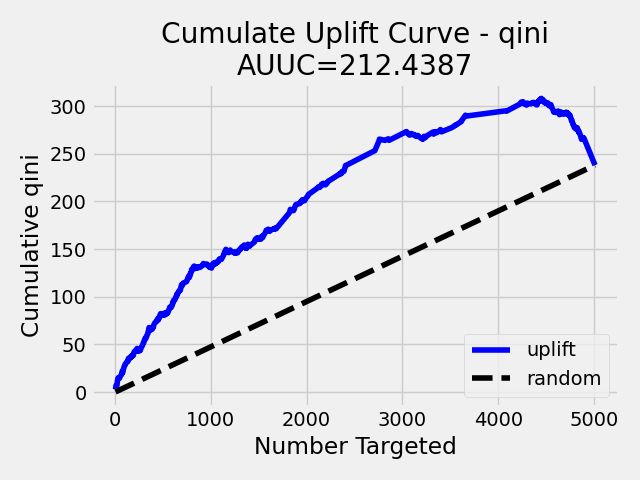 Cumulate Uplift Curve - qini
AUUC=212.4387
Cumulative qini
300
250
200
150
100
50
0
0 1000 2000 3000 4000 5000
Number Targeted
uplift
random